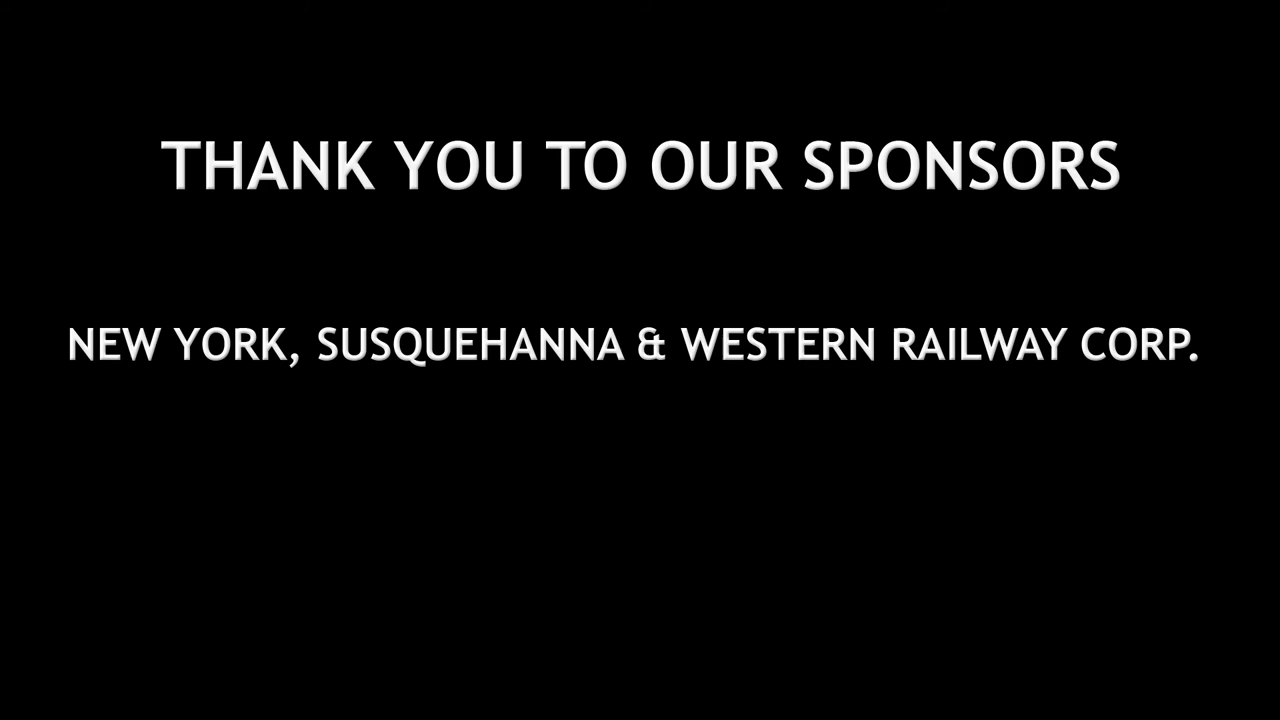 THANK YOU TO OUR SPONSORS
NEW YORK, SUSQUEHANNA & WESTERN RAILWAY CORP.